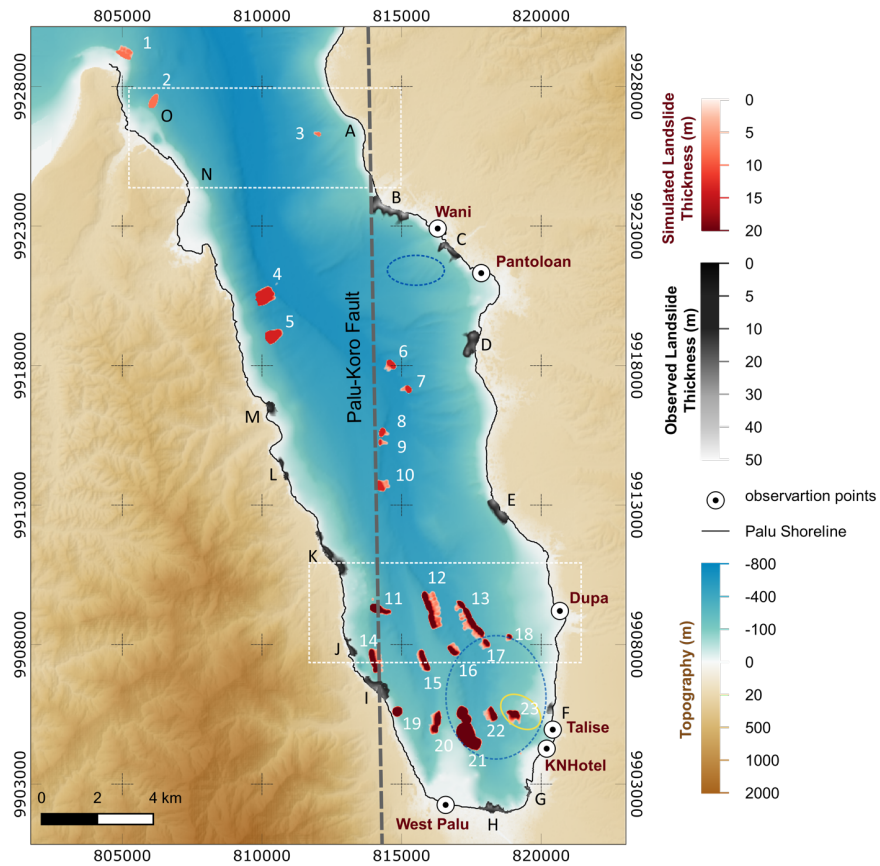 805000 810000 815000 820000
1
2
O
3
A
N
B
Wani
C
Pantoloan
4
5
D
6
7
Palu-Koro Fault
8
9
M
10
L
E
K
12
11
13
Dupa
14
J
18
17
16
15
I
19
20
21
22
23
F
Talise
KNHotel
G
West Palu
H
0 2 4 km
805000 810000 815000 820000
9928000
9923000
9918000
9913000
9908000
9903000
9928000
9923000
9918000
9913000
9908000
9903000
Simulated Landslide
Thickness (m)
0
5
10
15
20
Observed Landslide
Thickness (m)
0
5
10
20
30
40
50
observartion points
Palu Shoreline
Topography (m)
-800
-400
-100
0
20
500
1000
2000